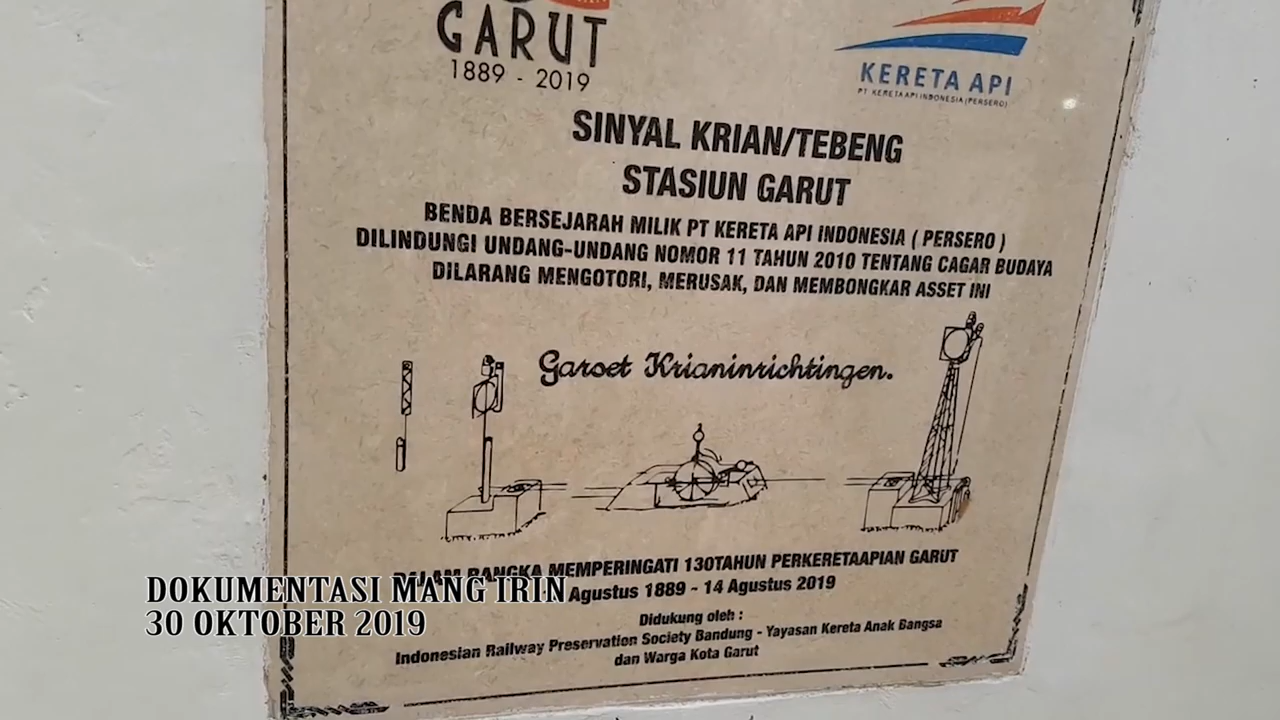 GARUT
1889 - 2019
KERETA API
PT KERETA API INDONESIA (PERSERO)
SINYAL KRIAN/TEBENG
STASIUN GARUT
BENDA BERSEJARAH MILIK PT KERETA API INDONESIA ( PERSERO )
DILINDUNGI UNDANG-UNDANG NOMOR 11 TAHUN 2010 TENTANG CAGAR BUDAYA
DILARANG MENGOTORI, MERUSAK, DAN MEMBONGKAR ASSET INI
Garoet Krianinrichtingen.
DALAM RANGKA MEMPERINGATI 130TAHUN PERKERETAAPIAN GARUT
Agustus 1889 - 14 Agustus 2019
Didukung oleh :
Indonesian Railway Preservation Society Bandung - Yayasan Kereta Anak Bangsa
dan Warga Kota Garut
DOKUMENTASI MANG IRIN
30 OKTOBER 2019